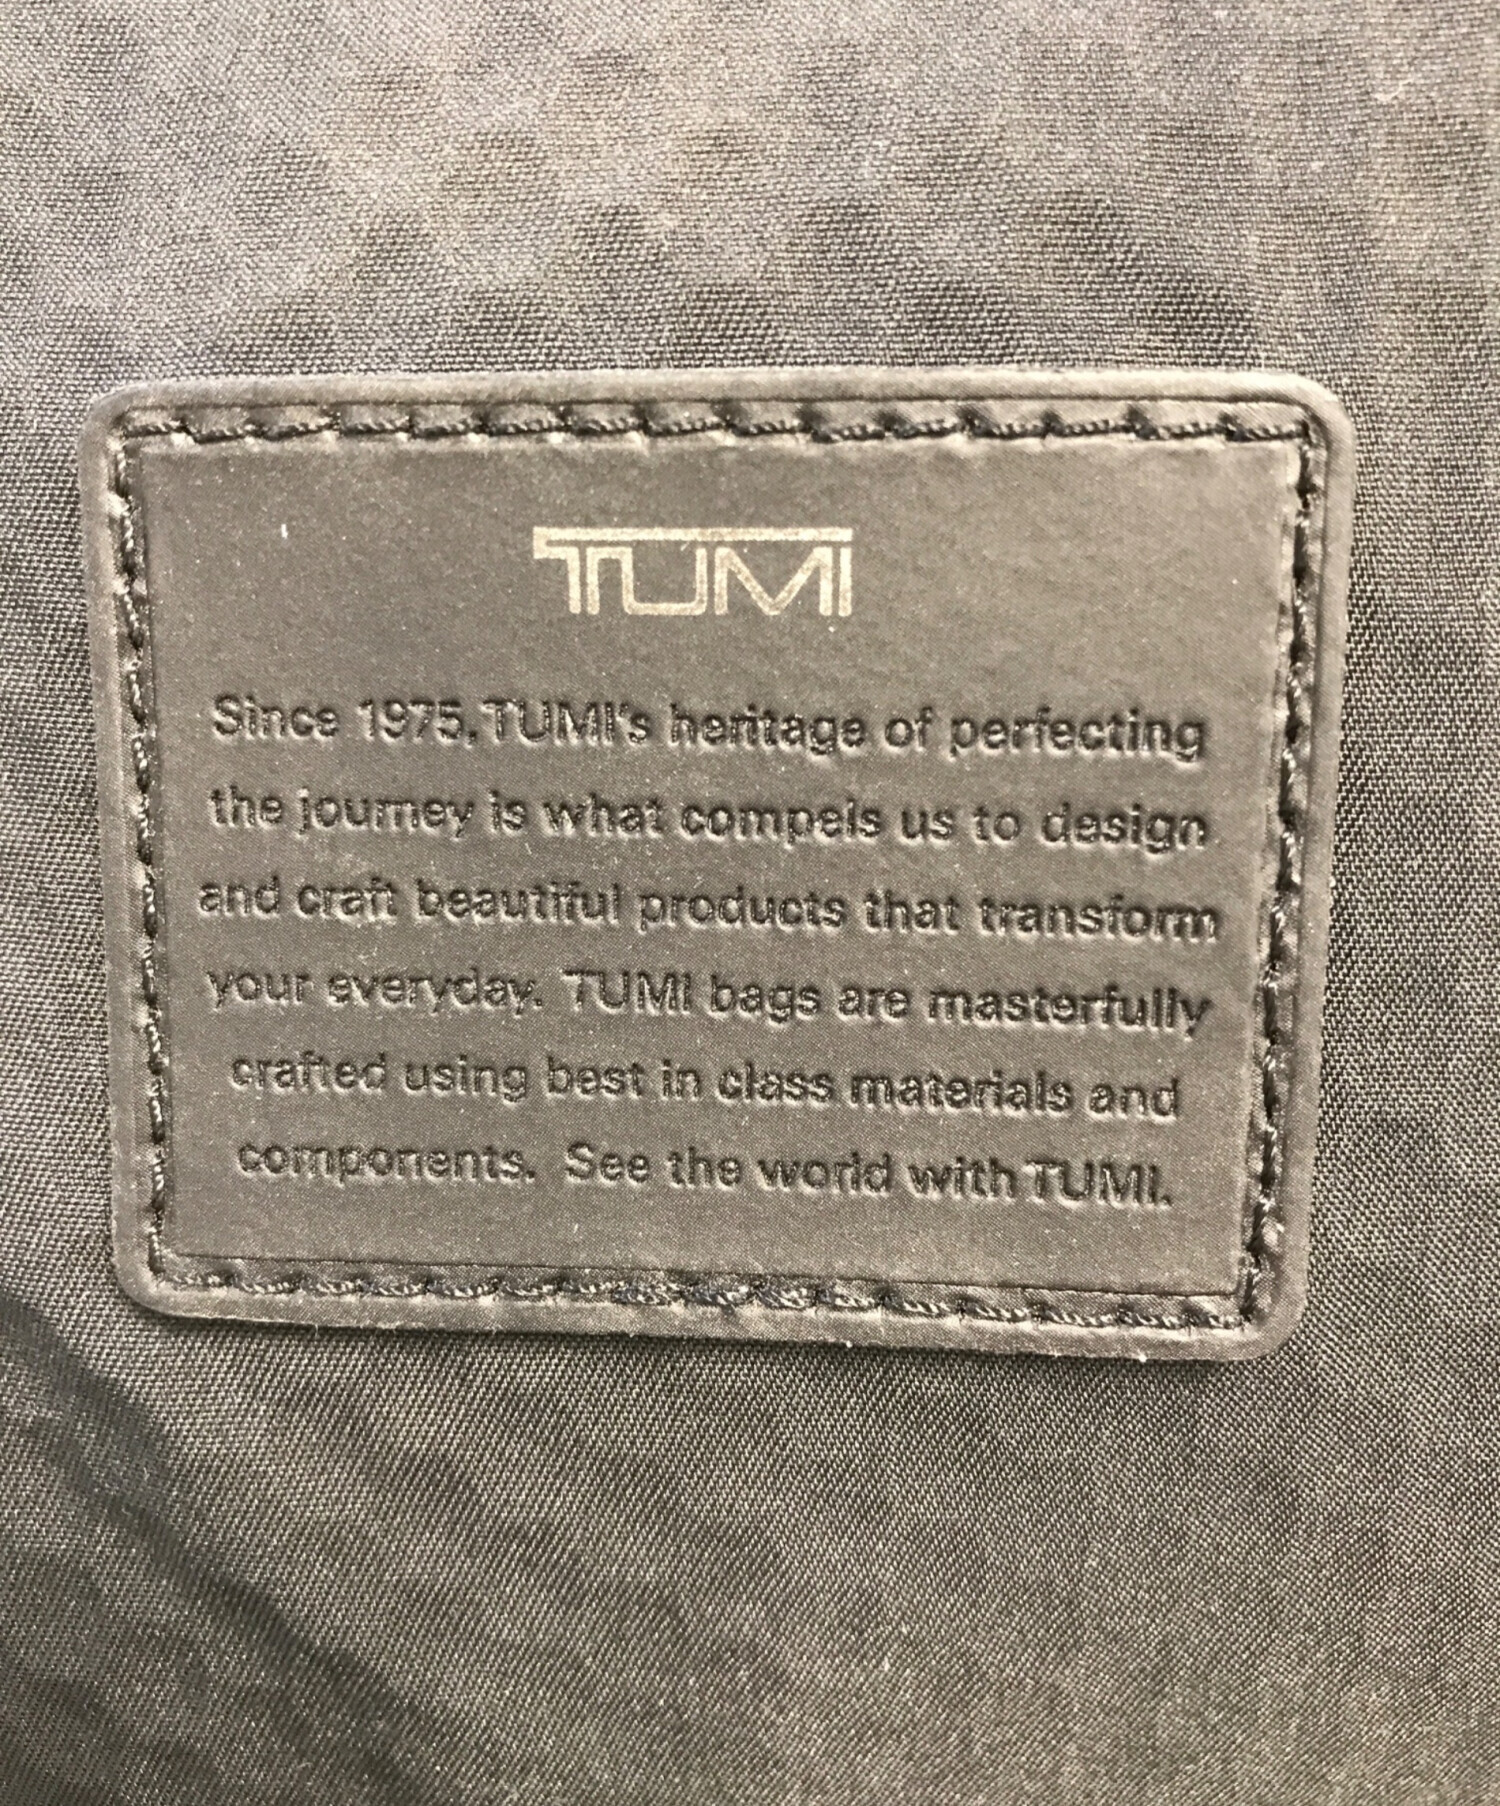 TUMI
Since 1975, TUMI's heritage of perfecting
the journey is what compels us to design
and craft beautiful products that transform
your everyday. TUMI bags are masterfully
crafted using best in class materials and
components. See the world with TUMI.